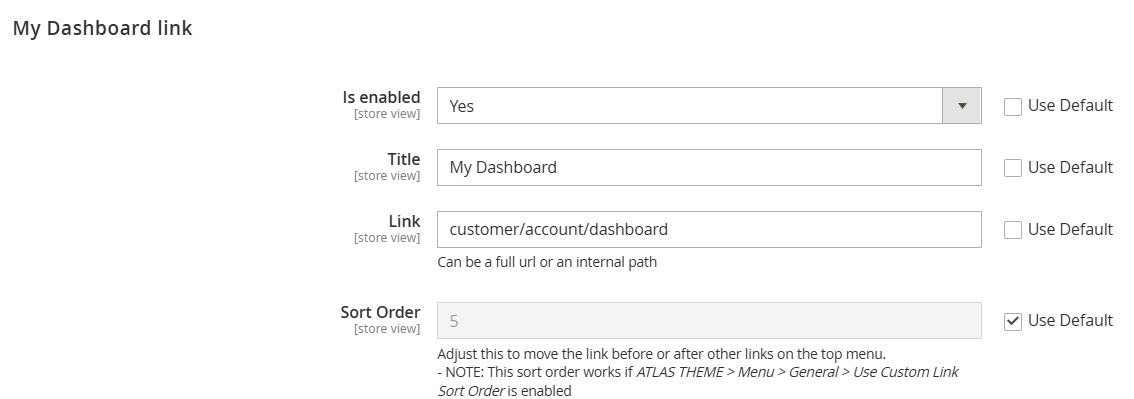 My Dashboard link
Is enabled
[store view]
Yes
Use Default
Title
[store view]
My Dashboard
Use Default
Link
[store view]
customer/account/dashboard
Use Default
Can be a full url or an internal path
Sort Order
[store view]
5
Use Default
Adjust this to move the link before or after other links on the top menu.
- NOTE: This sort order works if ATLAS THEME > Menu > General > Use Custom Link
Sort Order is enabled